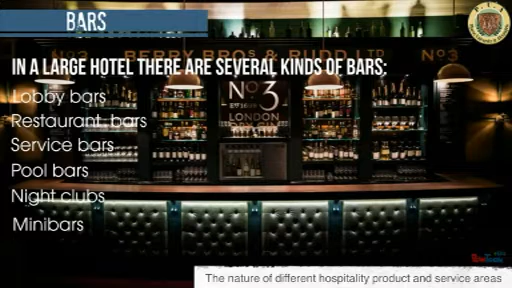 BARS
No3 BERRY BROS & RUDD LTD No3
IN A LARGE HOTEL THERE ARE SEVERAL KINDS OF BARS:
No
3
LONDON
Lobby bars
Restaurant bars
Service bars
Pool bars
Night clubs
Minibars
The nature of different hospitality product and service areas